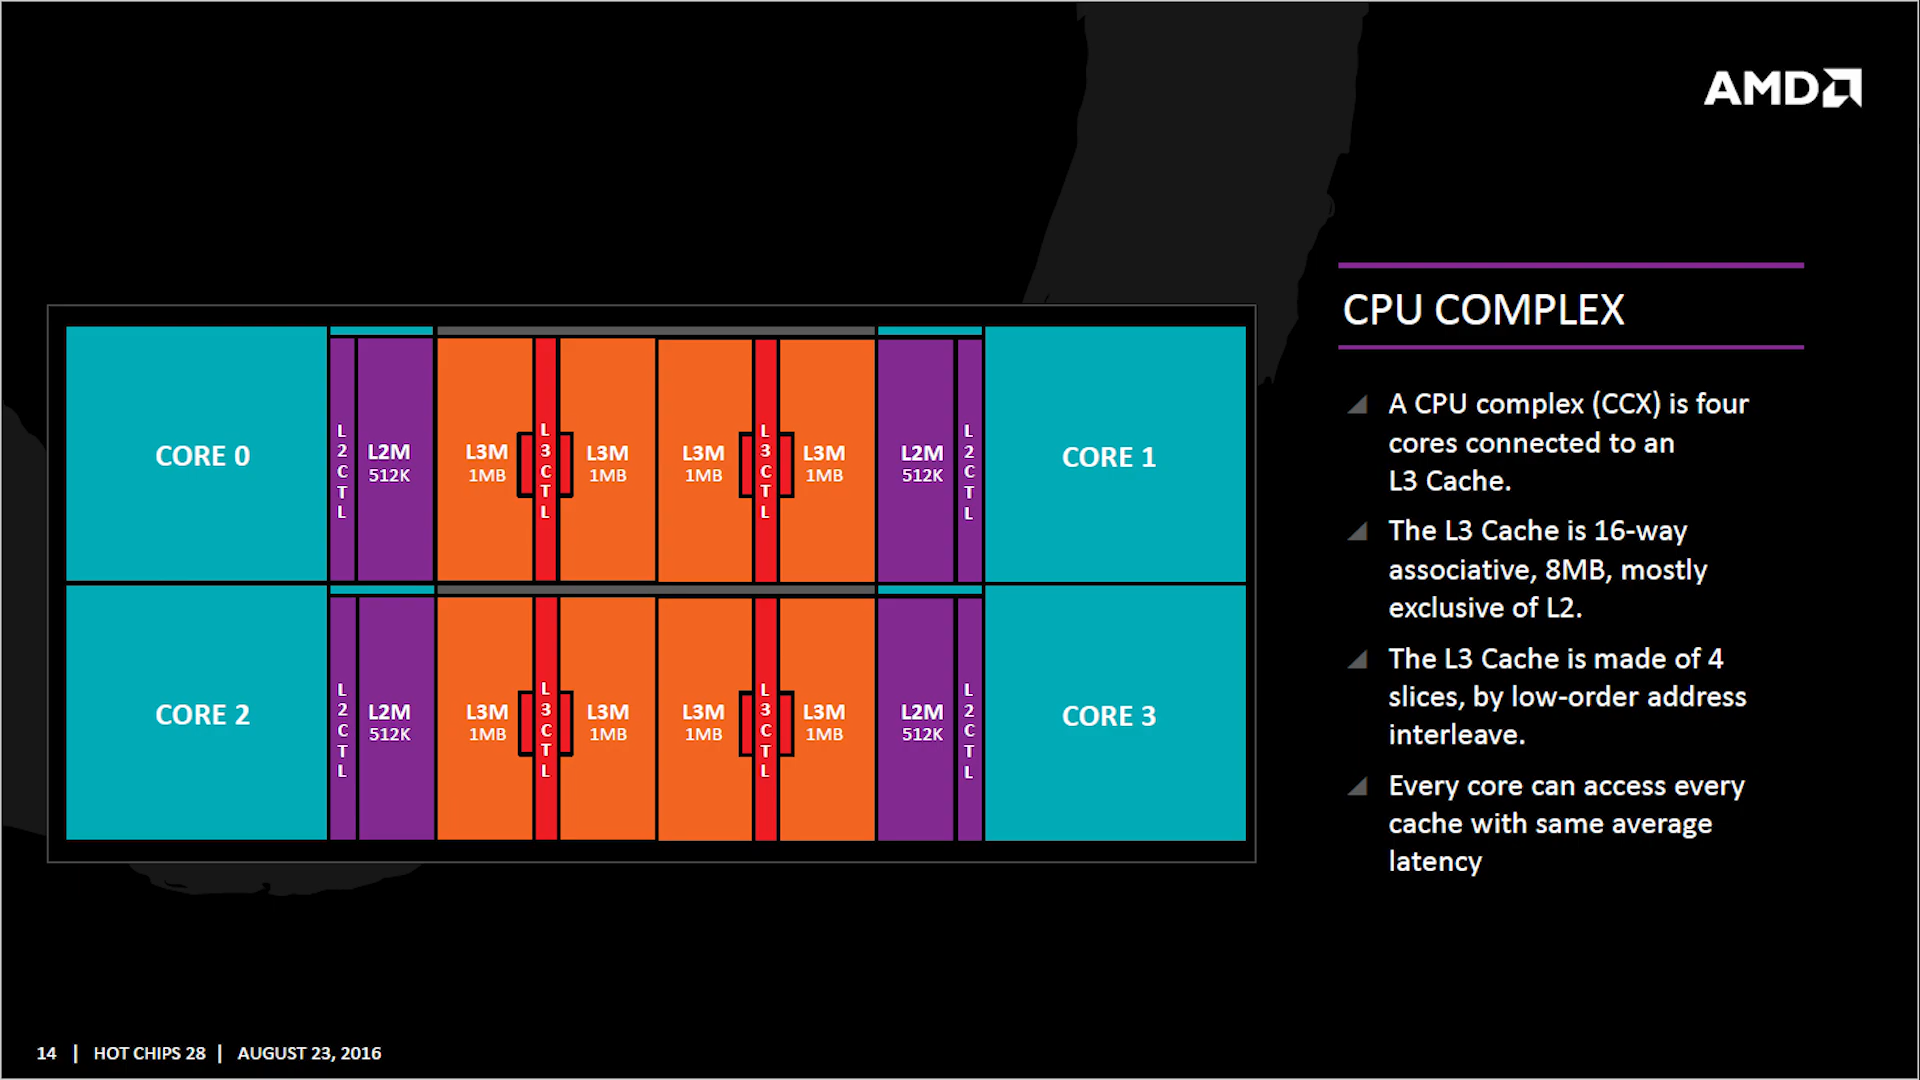 AMD
CPU COMPLEX
A CPU complex (CCX) is four
cores connected to an
L3 Cache.
The L3 Cache is 16-way
associative, 8MB, mostly
exclusive of L2.
The L3 Cache is made of 4
slices, by low-order address
interleave.
Every core can access every
cache with same average
latency
CORE 0
L2CTL
L2M
512K
L3M
1MB
L3CTL
L3M
1MB
L3M
1MB
L3CTL
L3M
1MB
L2M
512K
L2CTL
CORE 1
CORE 2
L2CTL
L2M
512K
L3M
1MB
L3CTL
L3M
1MB
L3M
1MB
L3CTL
L3M
1MB
L2M
512K
L2CTL
CORE 3
14 | HOT CHIPS 28 | AUGUST 23, 2016